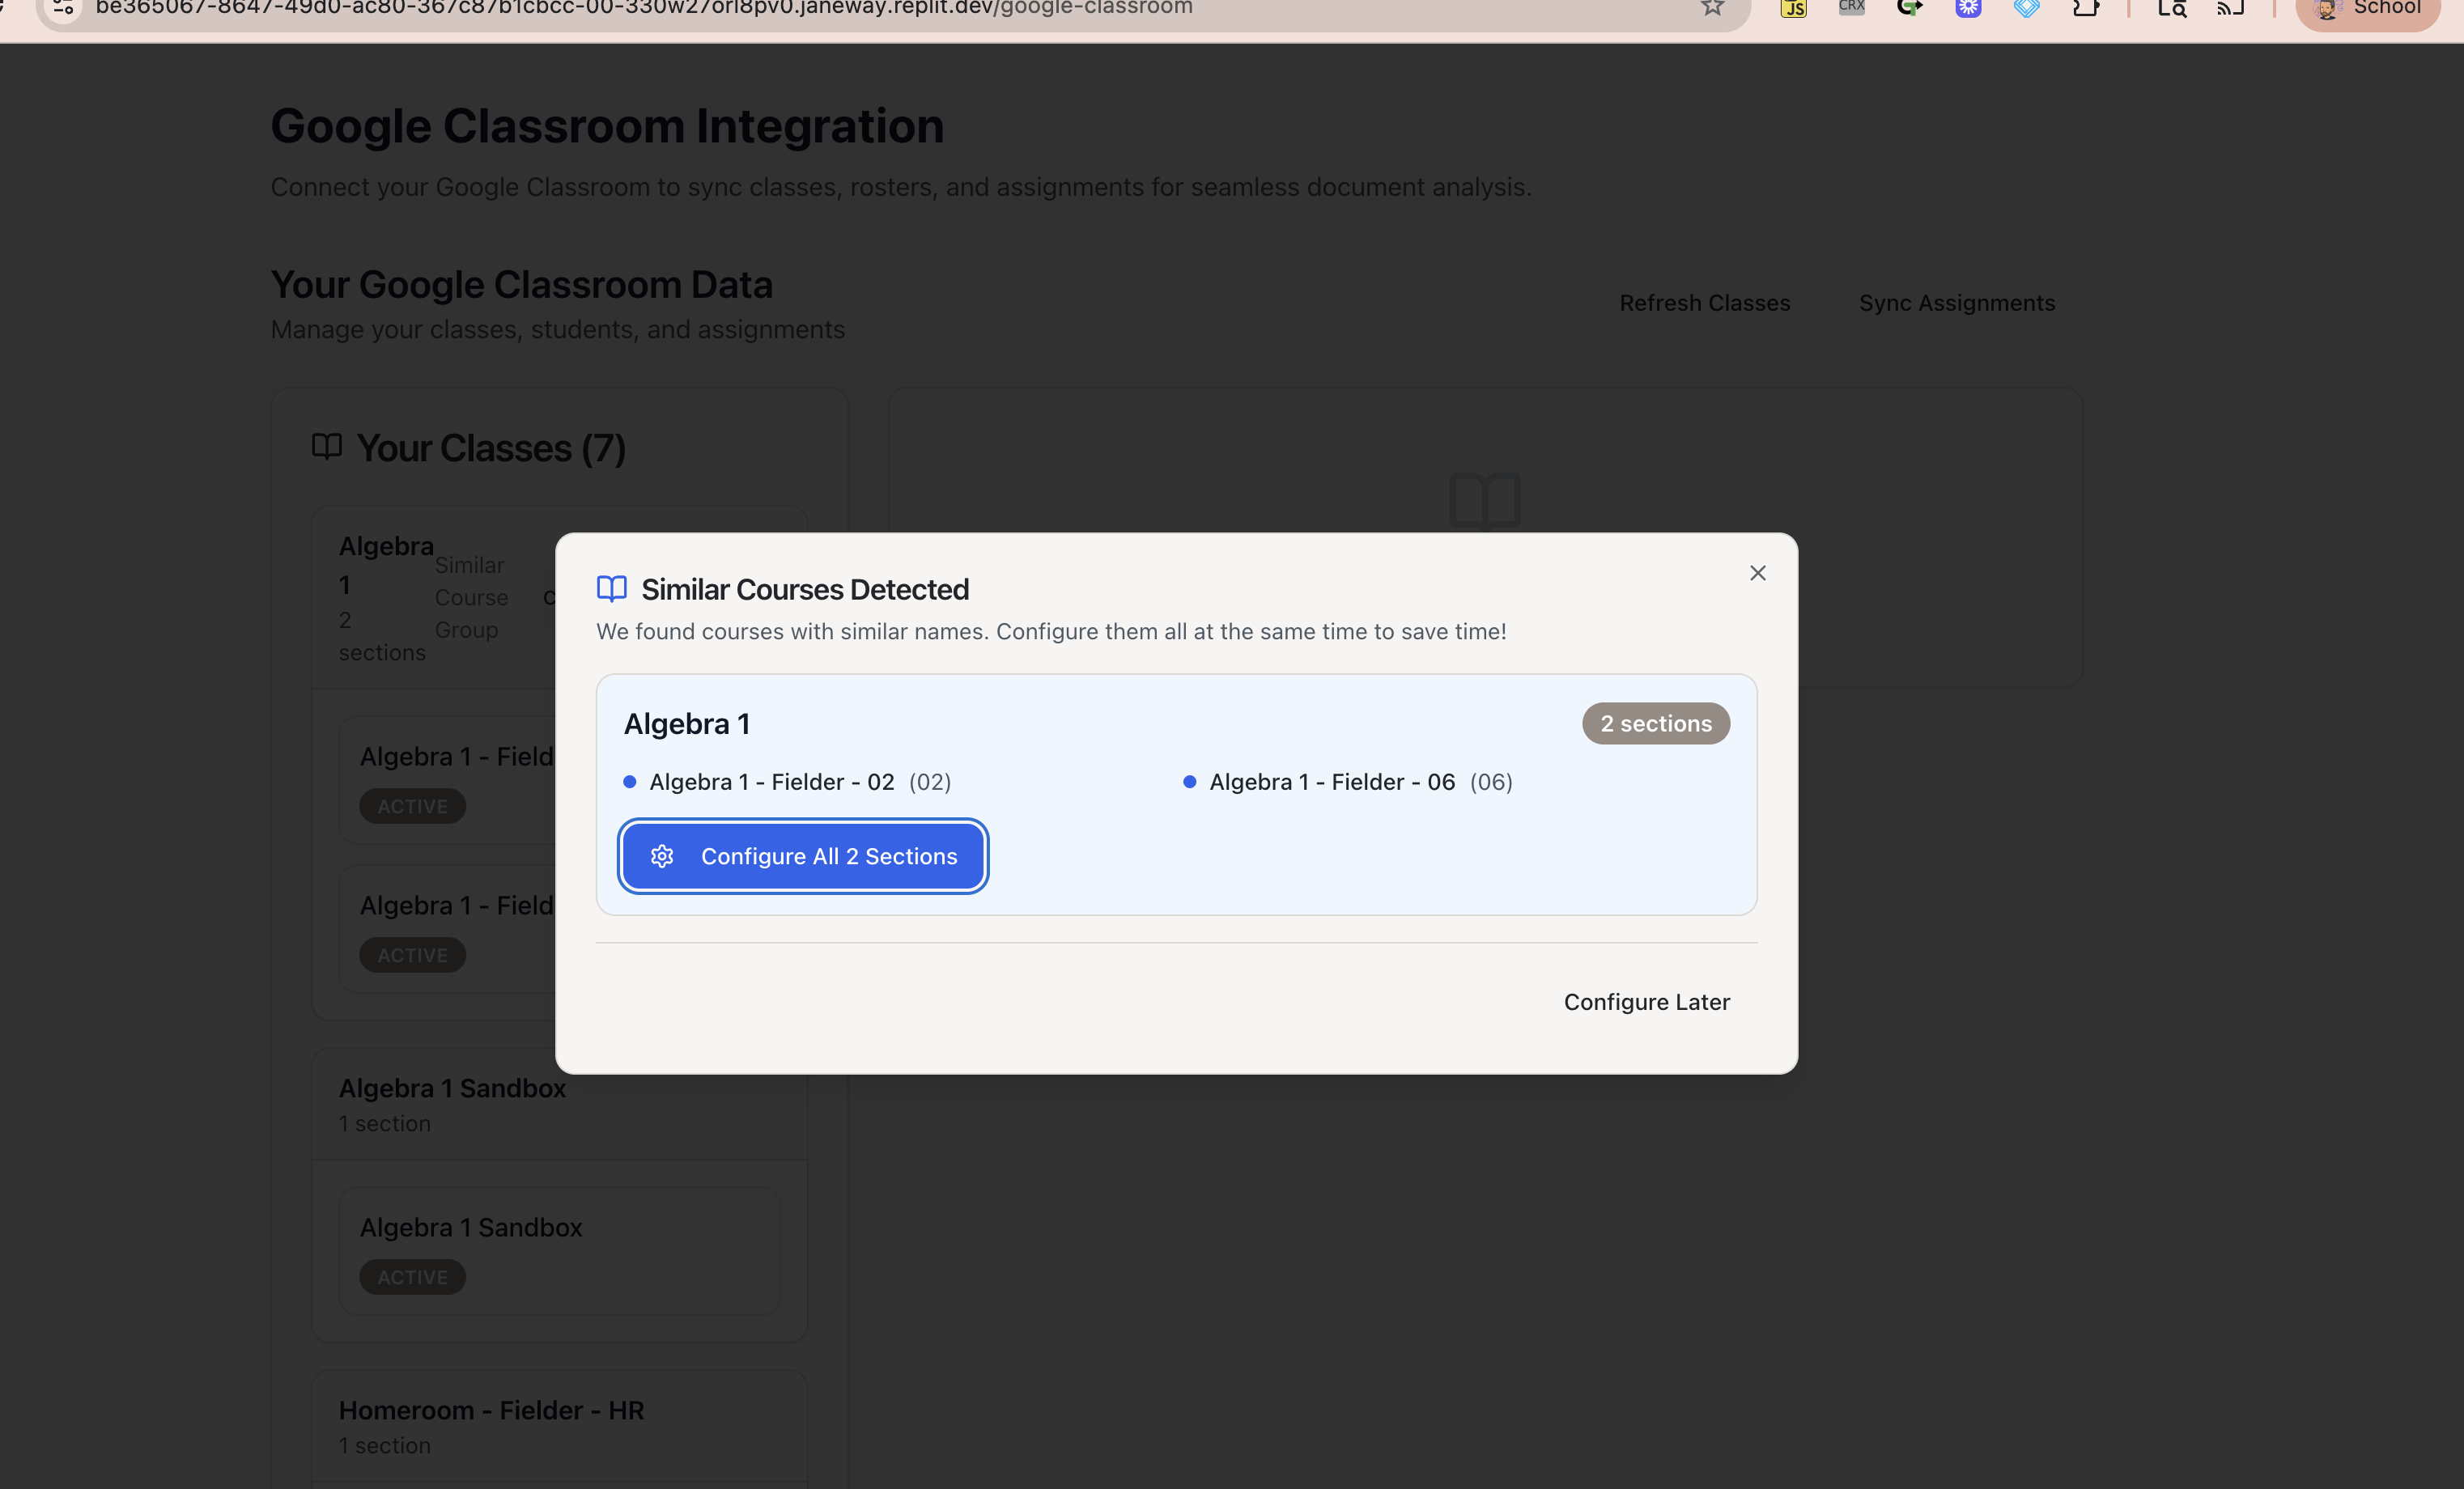 be365067-8647-49d0-ac80-367c87b1cbcc-00-330w27orl8pv0.janeway.replit.dev/google-classroom
JS
CRX
School
Google Classroom Integration
Connect your Google Classroom to sync classes, rosters, and assignments for seamless document analysis.
Your Google Classroom Data
Manage your classes, students, and assignments
Refresh Classes
Sync Assignments
Your Classes (7)
Algebra
1
2
sections
Similar
Course
Group
Algebra 1 - Field
ACTIVE
Algebra 1 - Field
ACTIVE
Similar Courses Detected
We found courses with similar names. Configure them all at the same time to save time!
Algebra 1
2 sections
Algebra 1 - Fielder - 02 (02)
Algebra 1 - Fielder - 06 (06)
Configure All 2 Sections
Configure Later
Algebra 1 Sandbox
1 section
Algebra 1 Sandbox
ACTIVE
Homeroom - Fielder - HR
1 section